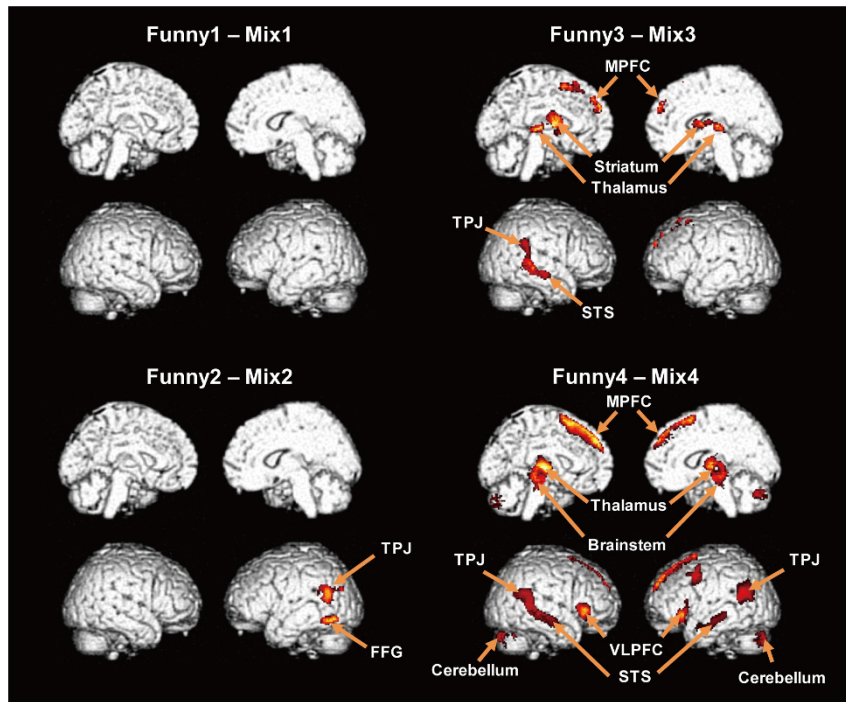 Funny1 – Mix1
Funny3 – Mix3
MPFC
Striatum
Thalamus
TPJ
STS
Funny2 – Mix2
TPJ
FFG
Funny4 – Mix4
MPFC
Thalamus
Brainstem
TPJ
TPJ
VLPFC
Cerebellum
STS
Cerebellum